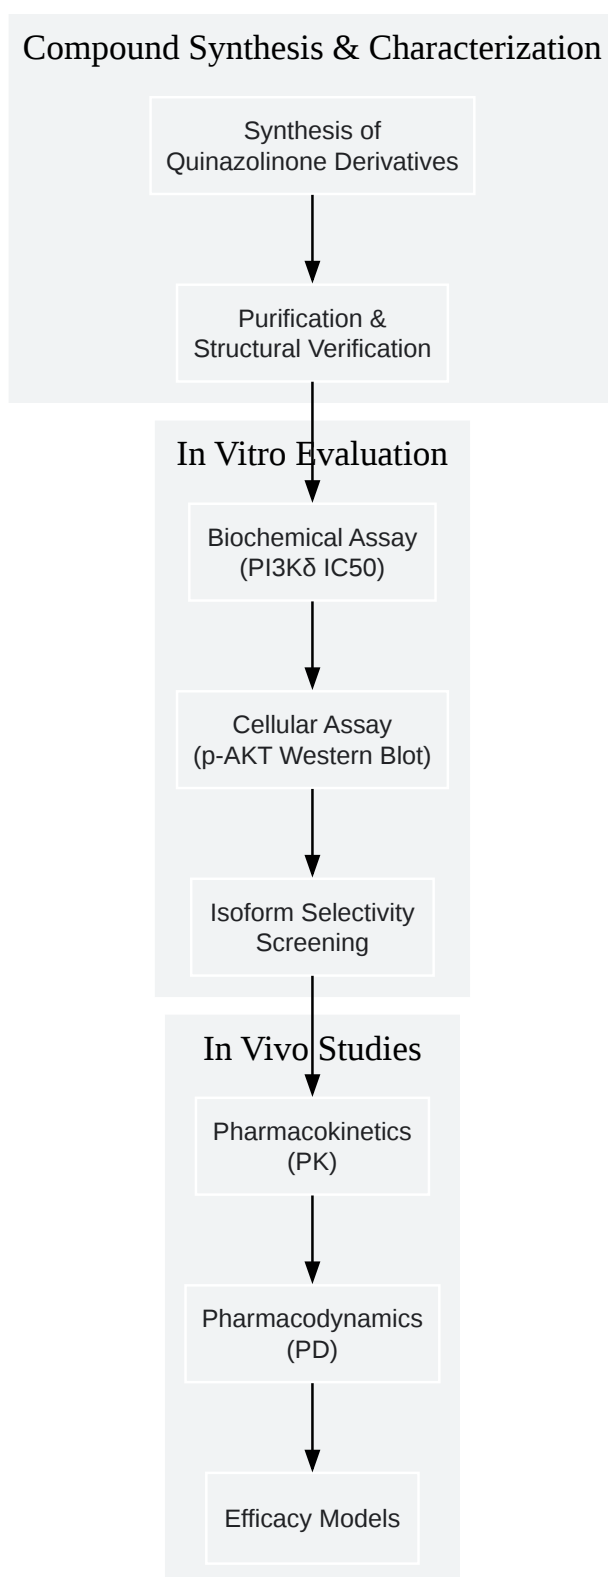 Compound Synthesis & Characterization
Synthesis of
Quinazolinone Derivatives
Purification &
Structural Verification
In Vitro Evaluation
Biochemical Assay
(PI3Kδ IC50)
Cellular Assay
(p-AKT Western Blot)
Isoform Selectivity
Screening
In Vivo Studies
Pharmacokinetics
(PK)
Pharmacodynamics
(PD)
Efficacy Models